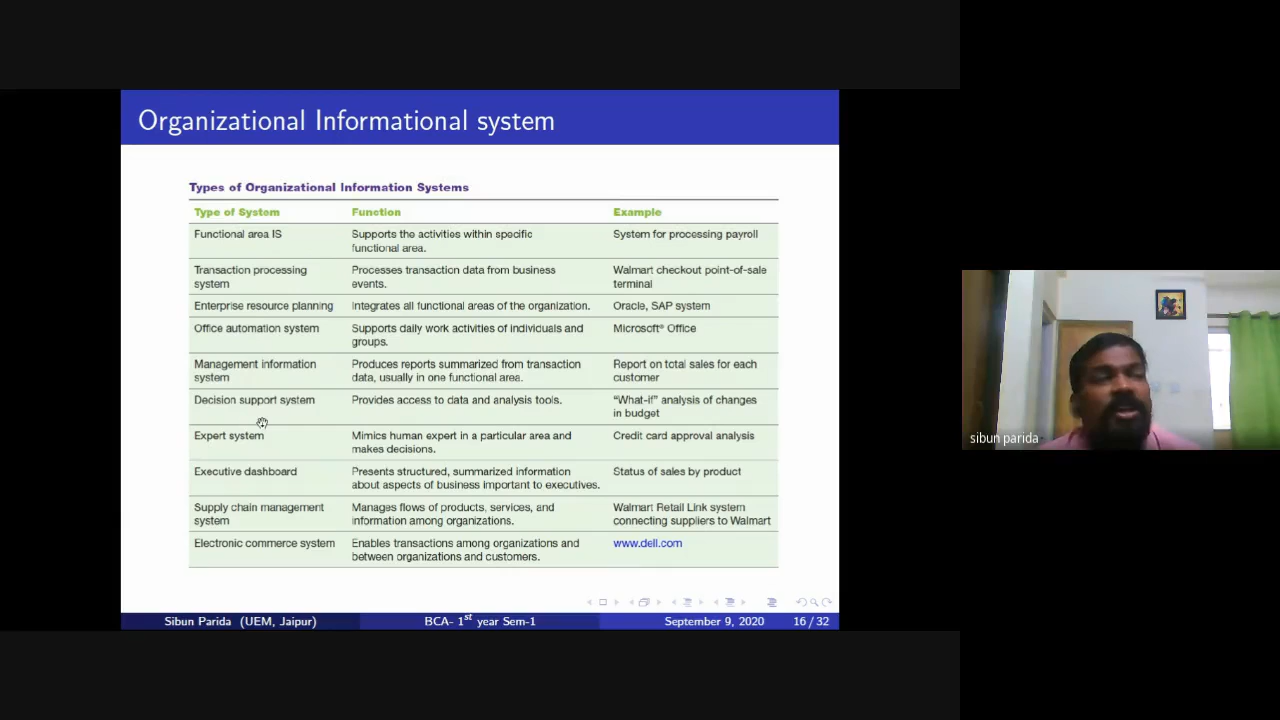 Organizational Informational system
Types of Organizational Information Systems
Type of System Function Example
Functional area IS Supports the activities within specific System for processing payroll
functional area.
Transaction processing Processes transaction data from business Walmart checkout point-of-sale
system events. terminal
Enterprise resource planning Integrates all functional areas of the organization. Oracle, SAP system
Office automation system Supports daily work activities of individuals and Microsoft® Office
groups.
Management information Produces reports summarized from transaction Report on total sales for each
system data, usually in one functional area. customer
Decision support system Provides access to data and analysis tools. “What-if” analysis of changes
in budget
Expert system Mimics human expert in a particular area and Credit card approval analysis
makes decisions.
Executive dashboard Presents structured, summarized information Status of sales by product
about aspects of business important to executives.
Supply chain management Manages flows of products, services, and Walmart Retail Link system
system information among organizations. connecting suppliers to Walmart
Electronic commerce system Enables transactions among organizations and www.dell.com
between organizations and customers.
Sibun Parida (UEM, Jaipur) BCA- 1st year Sem-1 September 9, 2020 16 / 32
sibun parida